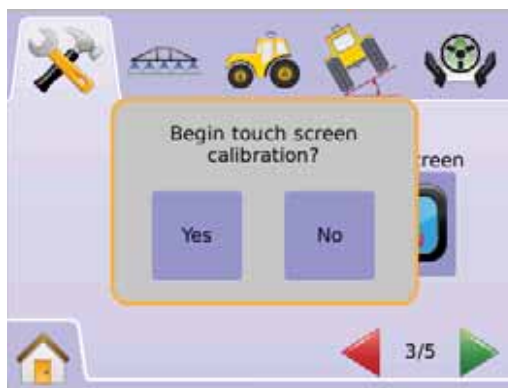 Begin touch screen
calibration?
reen
Yes
No
3/5